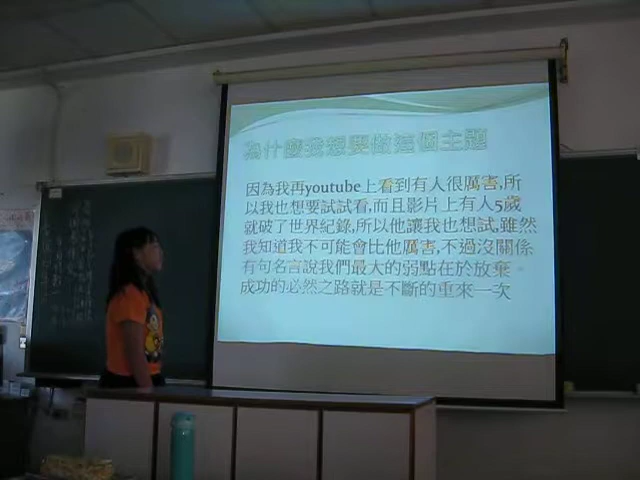 為什麼我想要做這個主題
因為我再youtube上看到有人很厲害,所
以我也想要試試看,而且影片上有人5歲
就破了世界紀錄,所以他讓我也想試,雖然
我知道我不可能會比他厲害,不過沒關係
有句名言說我們最大的弱點在於放棄。
成功的必然之路就是不斷的重來一次